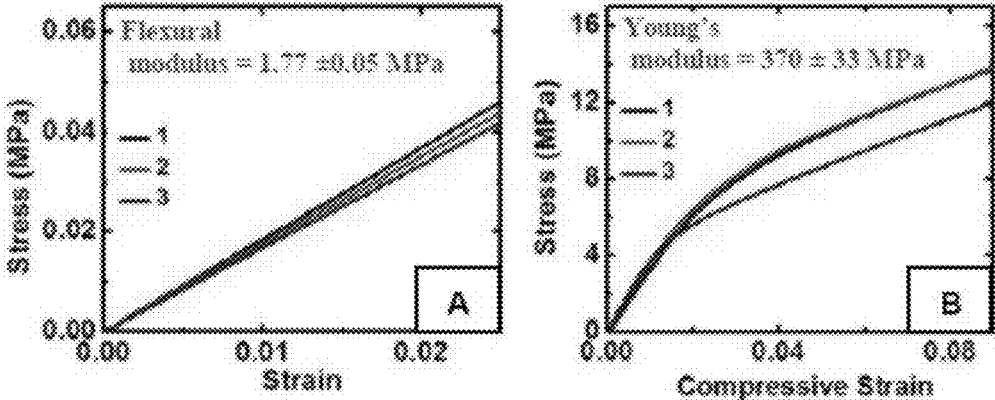 Flexural
modulus = 1.77 ±0.05 MPa
0.06
0.04
0.02
0.00
Stress (MPa)
1
2
3
A
0.00
0.01
0.02
Strain
Young's
modulus = 370 ± 33 MPa
16
12
8
4
0
Stress (MPa)
1
2
3
B
0.00
0.04
0.08
Compressive Strain